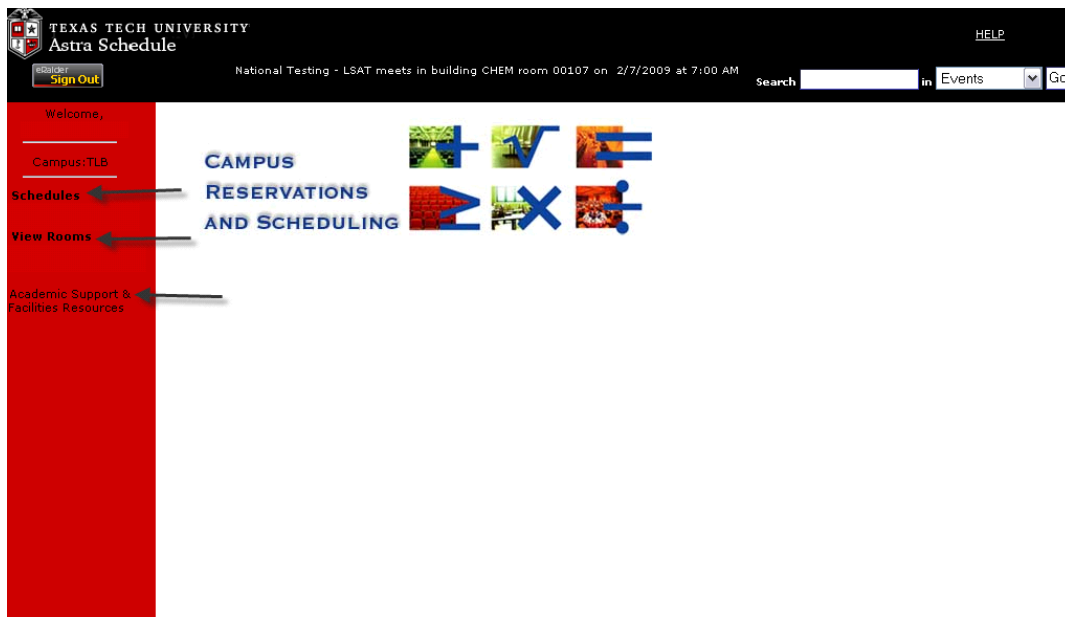 TEXAS TECH UNIVERSITY
Astra Schedule
HELP
eRaider
Sign Out
National Testing - LSAT meets in building CHEM room 00107 on 2/7/2009 at 7:00 AM
Search
in
Events
Go
Welcome,
Campus:TLB
Schedules
View Rooms
Academic Support &
Facilities Resources
CAMPUS
RESERVATIONS
AND SCHEDULING